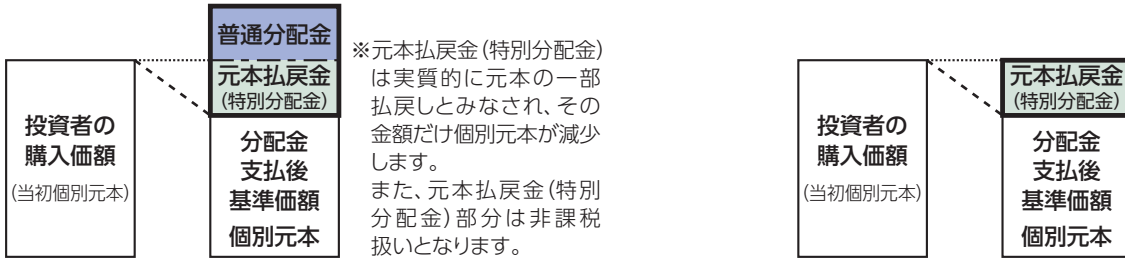 投資者の
購入価額
(当初個別元本)
普通分配金
元本払戻金
(特別分配金)
分配金
支払後
基準価額
個別元本
※元本払戻金(特別分配金)
は実質的に元本の一部
払戻しとみなされ、その
金額だけ個別元本が減少
します。
また、元本払戻金(特別
分配金)部分は非課税
扱いとなります。
投資者の
購入価額
(当初個別元本)
元本払戻金
(特別分配金)
分配金
支払後
基準価額
個別元本